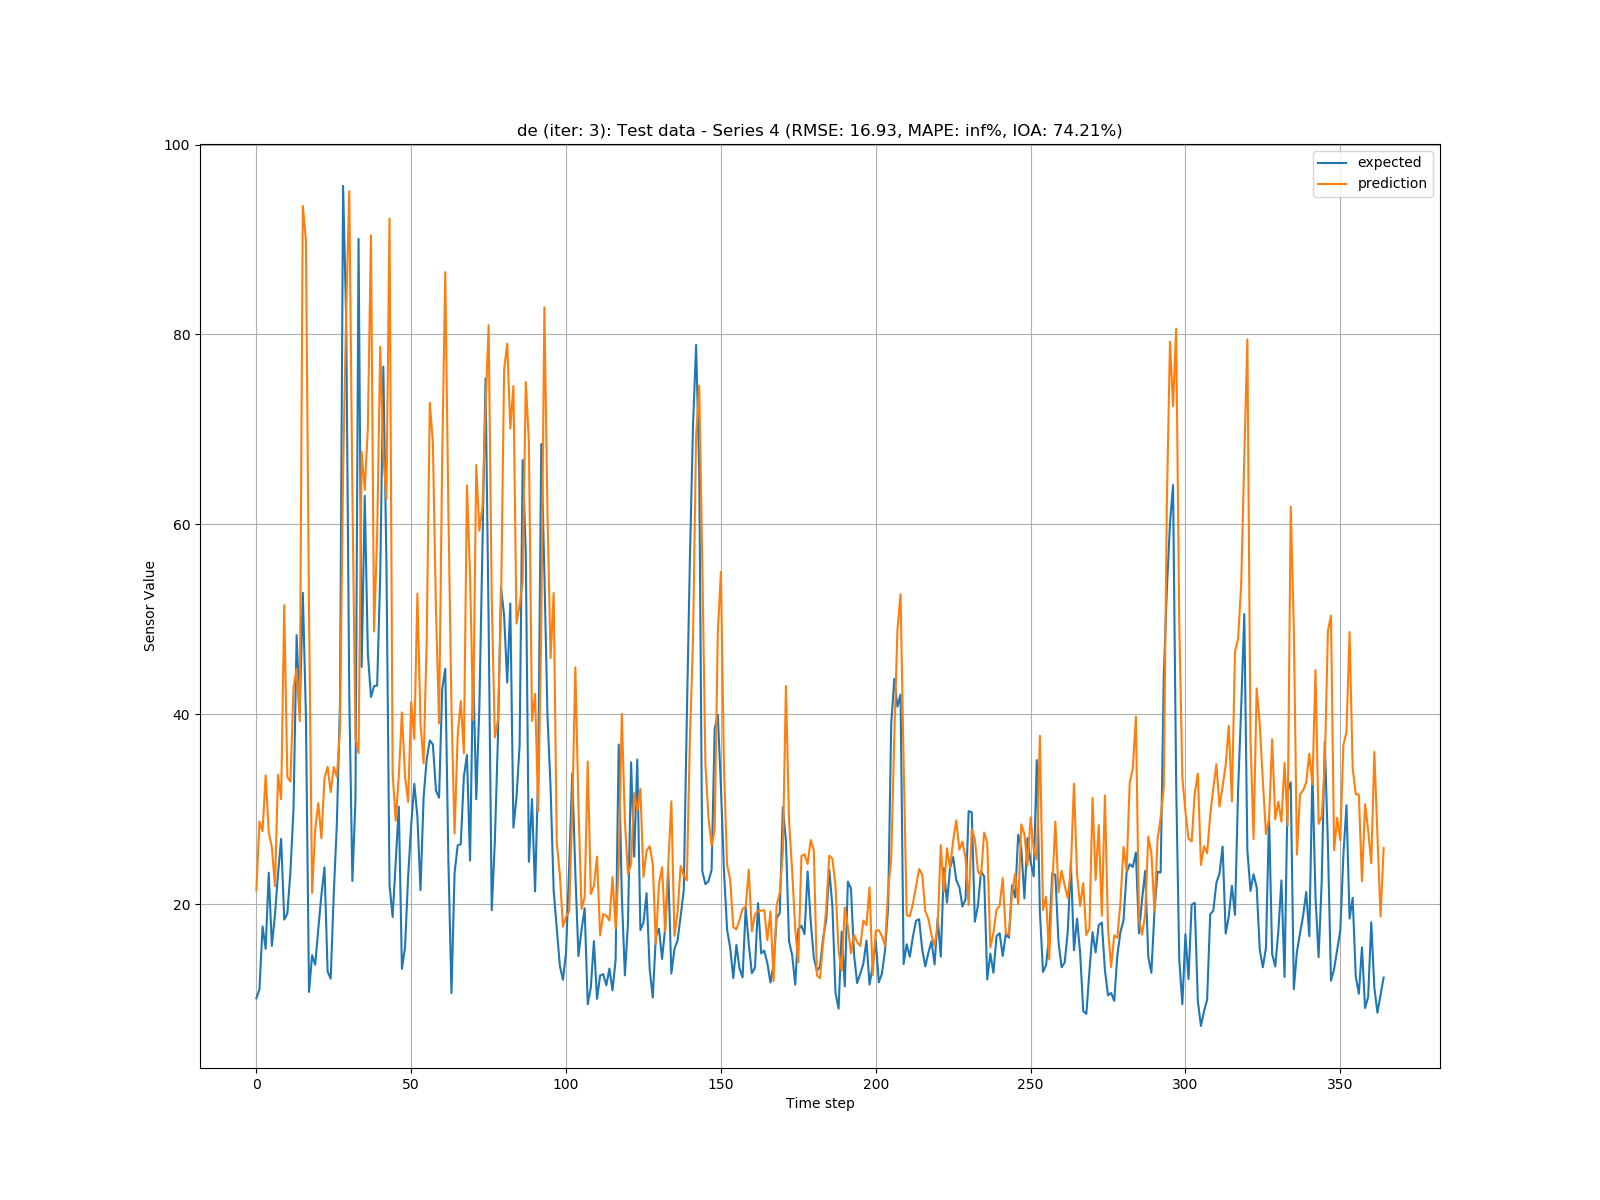 de (iter: 3): Test data - Series 4 (RMSE: 16.93, MAPE: inf%, IOA: 74.21%)
expected
prediction
100
80
60
40
20
Sensor Value
0 50 100 150 200 250 300 350
Time step